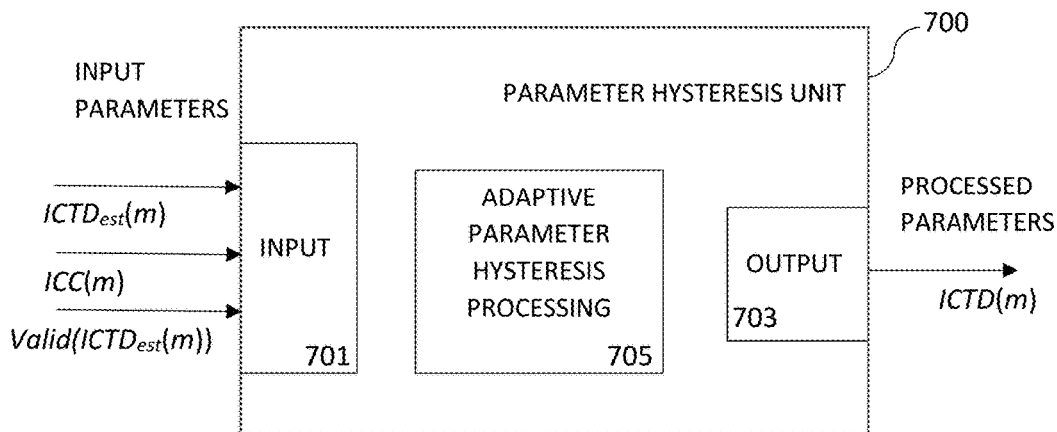 700
INPUT
PARAMETERS
PARAMETER HYSTERESIS UNIT
ICTDest(m)
ICC(m)
Valid(ICTDest(m))
INPUT
701
ADAPTIVE
PARAMETER
HYSTERESIS
PROCESSING
705
OUTPUT
703
PROCESSED
PARAMETERS
ICTD(m)